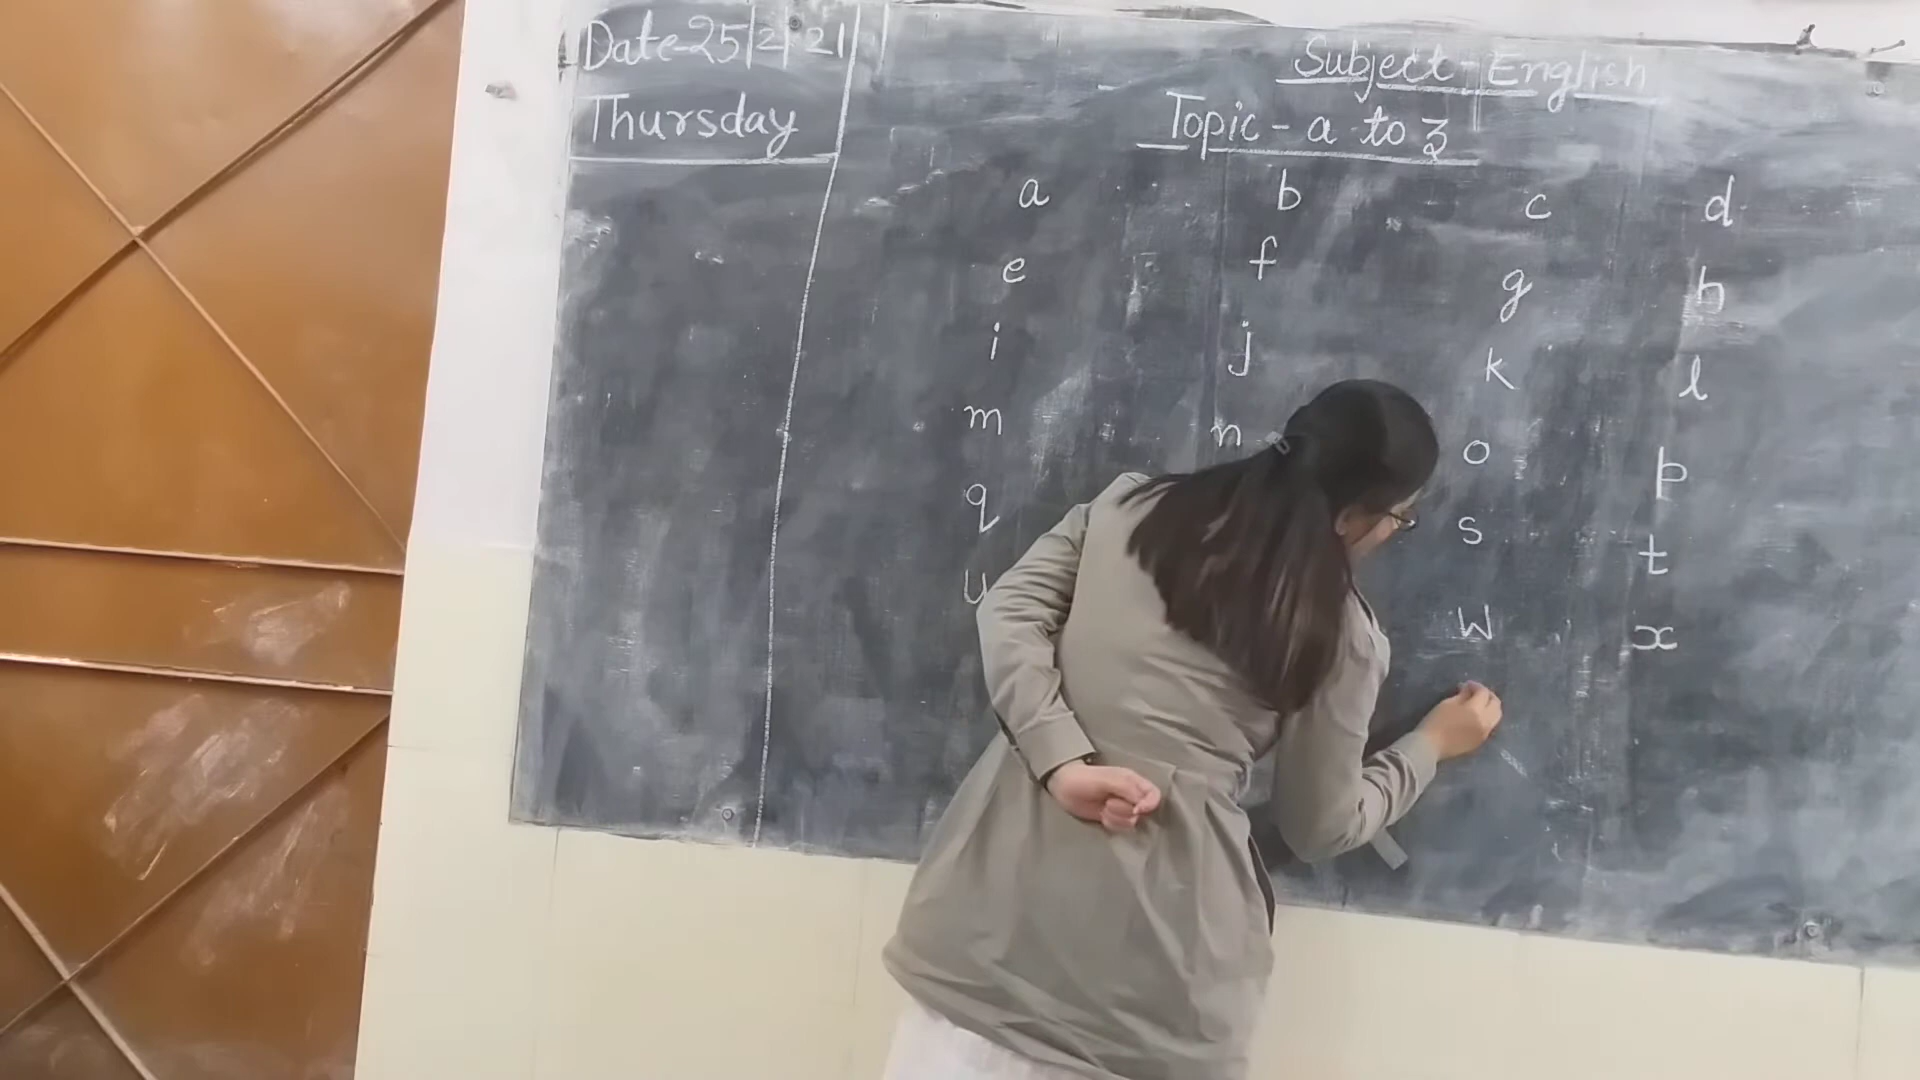 Date-25|2|21
Subject-English
Thursday
Topic-a to z
a b c d
e f g h
i j k l
m n o p
q s t
u w x